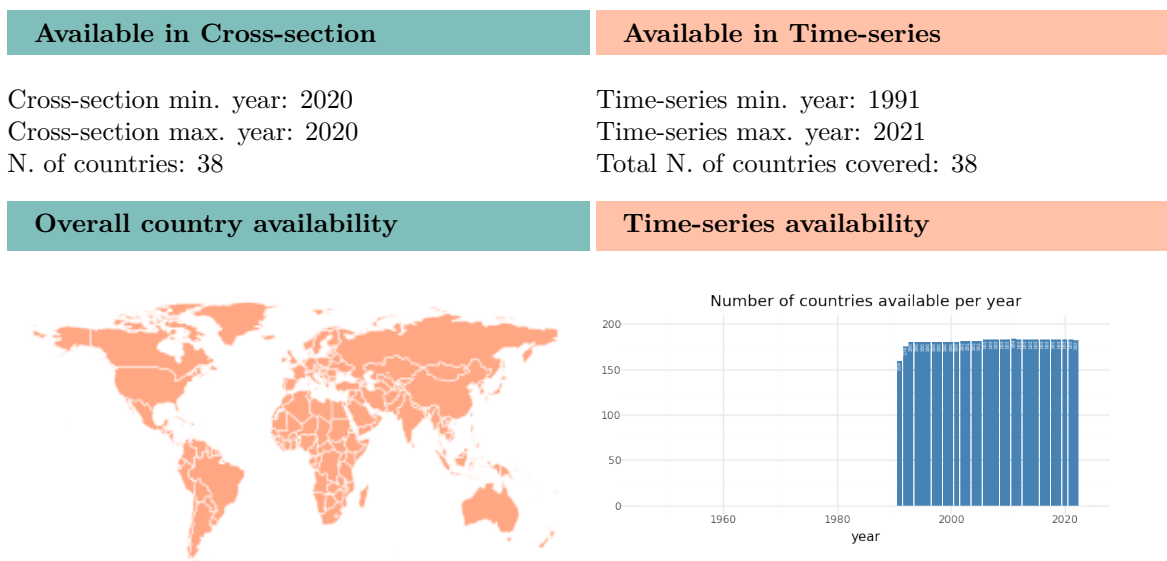 Available in Cross-section
Available in Time-series
Cross-section min. year: 2020
Cross-section max. year: 2020
N. of countries: 38
Time-series min. year: 1991
Time-series max. year: 2021
Total N. of countries covered: 38
Overall country availability
Time-series availability
Number of countries available per year
200
150
100
50
0
1960
1980
2000
2020
year